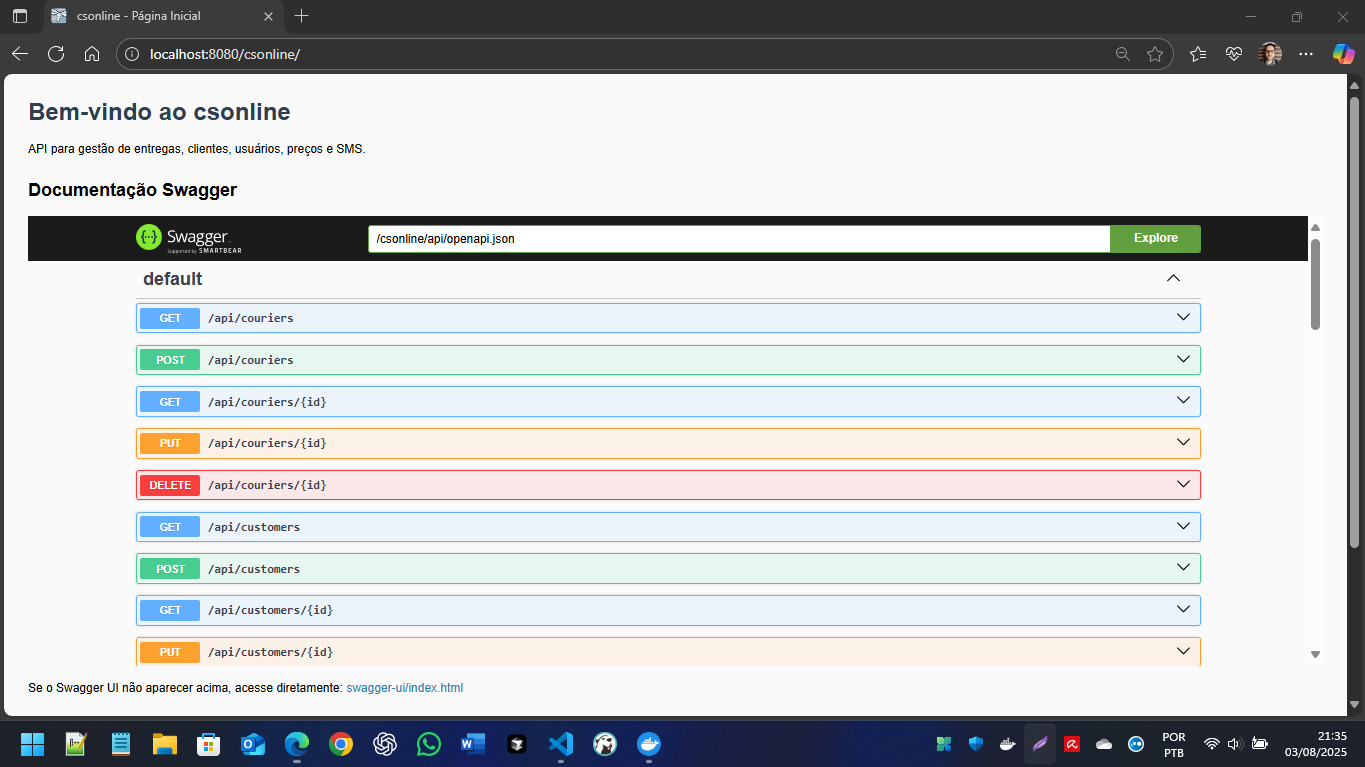 csonline - Página Inicial
localhost:8080/csonline/
Bem-vindo ao csonline
API para gestão de entregas, clientes, usuários, preços e SMS.
Documentação Swagger
Swagger
Supported by SMARTBEAR
/csonline/api/openapi.json
Explore
default
GET /api/couriers
POST /api/couriers
GET /api/couriers/{id}
PUT /api/couriers/{id}
DELETE /api/couriers/{id}
GET /api/customers
POST /api/customers
GET /api/customers/{id}
PUT /api/customers/{id}
Se o Swagger UI não aparecer acima, acesse diretamente: swagger-ui/index.html
POR
PTB
21:35
03/08/2025